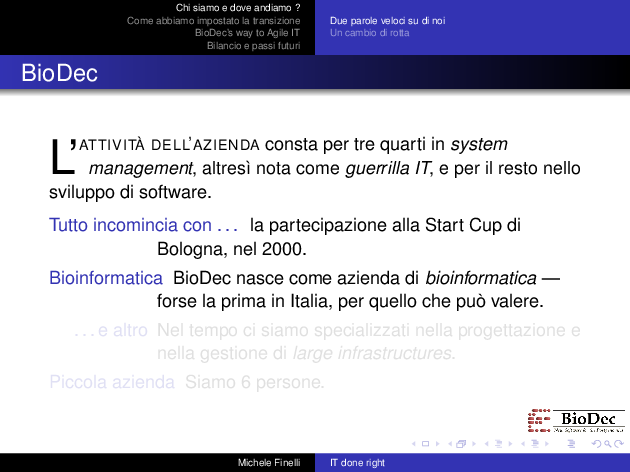 Chi siamo e dove andiamo ?
Come abbiamo impostato la transizione
BioDec's way to Agile IT
Bilancio e passi futuri
Due parole veloci su di noi
Un cambio di rotta
BioDec
L'ATTIVITÀ DELL'AZIENDA consta per tre quarti in system
management, altresì nota come guerrilla IT, e per il resto nello
sviluppo di software.
Tutto incomincia con . . . la partecipazione alla Start Cup di
Bologna, nel 2000.
Bioinformatica BioDec nasce come azienda di bioinformatica —
forse la prima in Italia, per quello che può valere.
. . . e altro Nel tempo ci siamo specializzati nella progettazione e
nella gestione di large infrastructures.
Piccola azienda Siamo 6 persone.
BioDec
Michele Finelli
IT done right